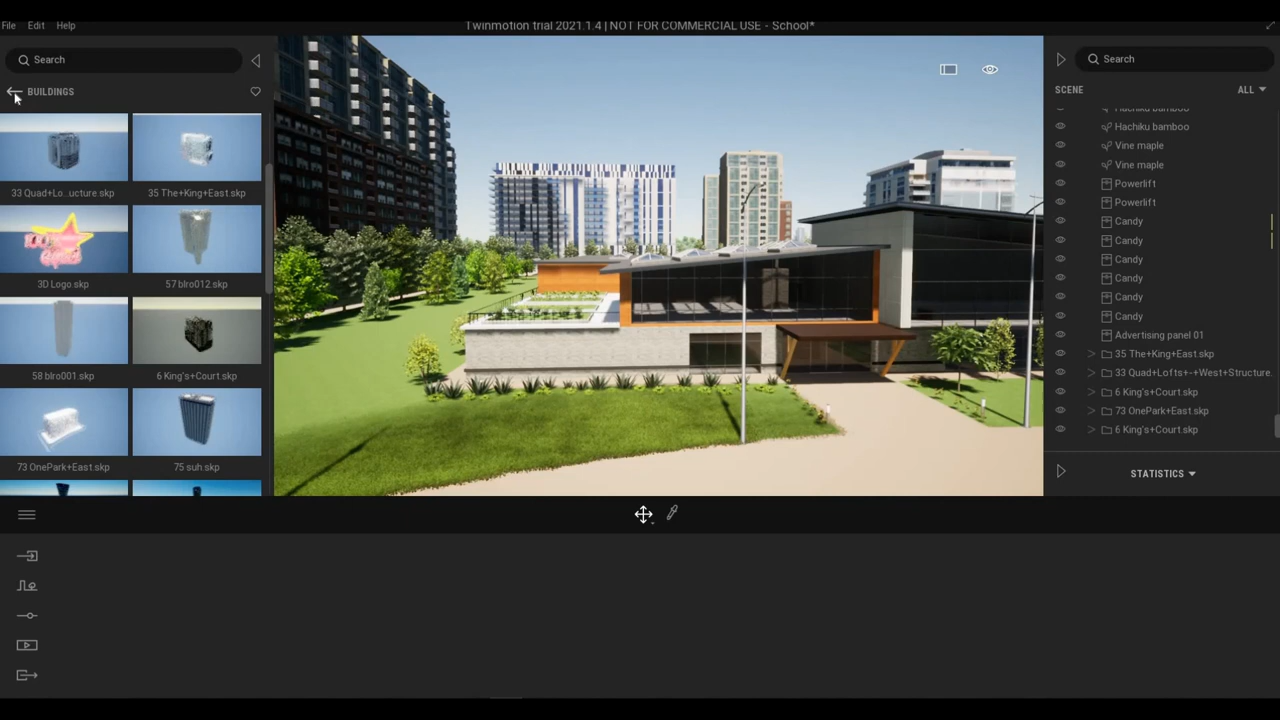 File Edit Help
Twinmotion trial 2021.1.4 | NOT FOR COMMERCIAL USE - School*
Search
BUILDINGS
33 Quad+Lo...ucture skp
35 The+King+East.skp
3D Logo.skp
57 blro012.skp
58 blro001.skp
6 King's+Court.skp
73 OnePark+East.skp
75 suh.skp
Search
SCENE
ALL
Hachiku bamboo
Hachiku bamboo
Vine maple
Vine maple
Powerlift
Powerlift
Candy
Candy
Candy
Candy
Candy
Candy
Advertising panel 01
35 The+King+East.skp
33 Quad+Lofts+-+West+Structure.
6 King's+Court.skp
73 OnePark+East.skp
6 King's+Court.skp
STATISTICS